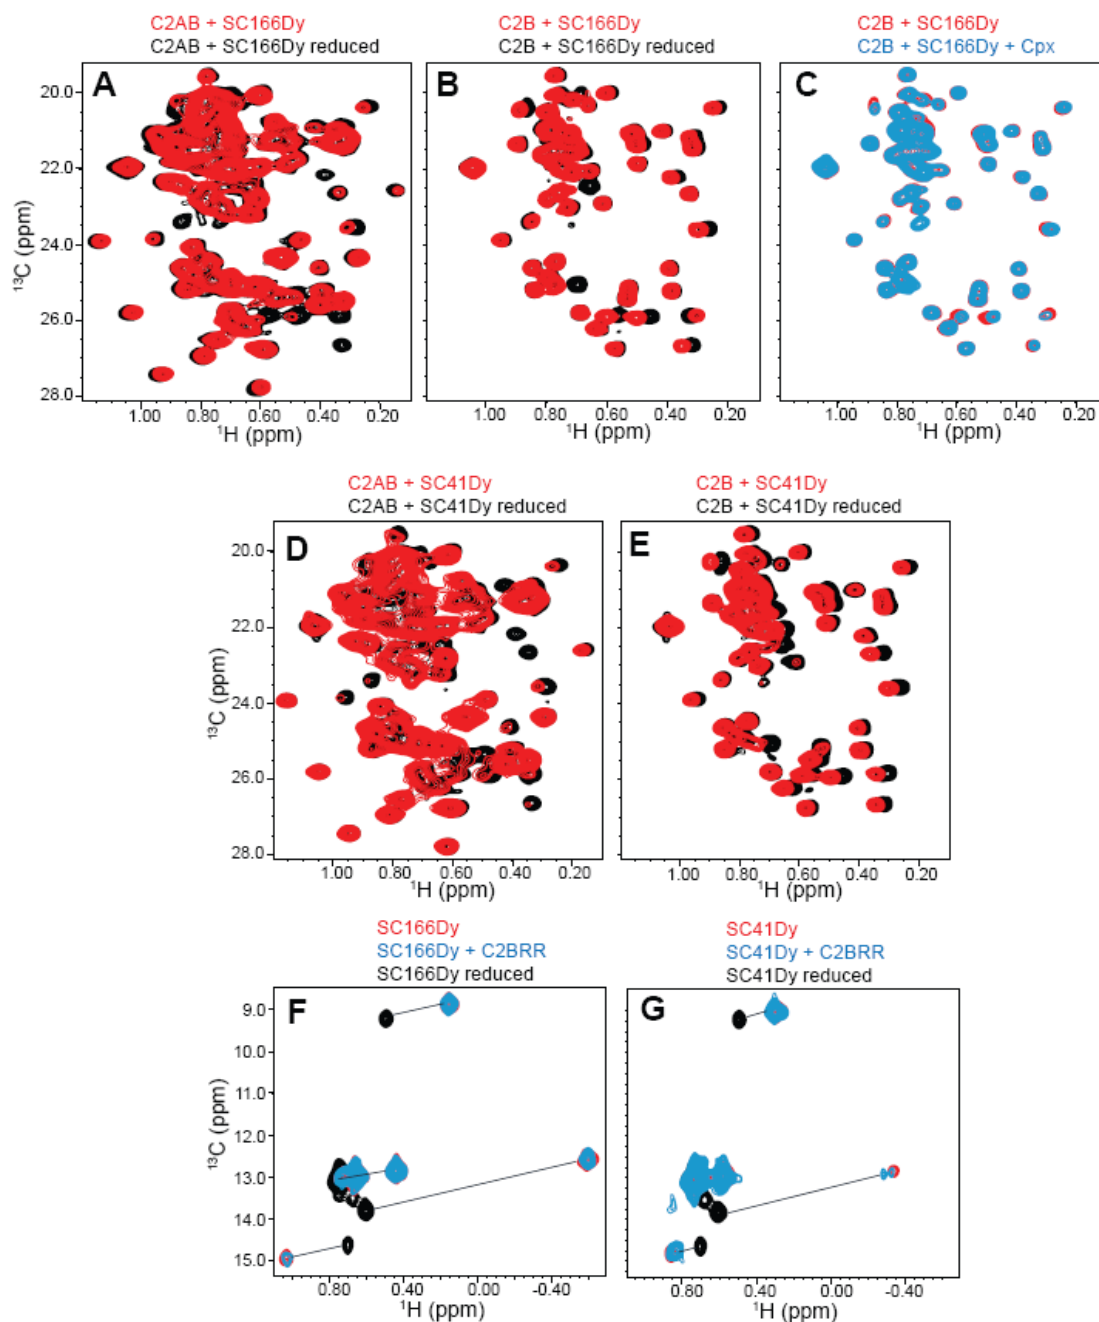 C2AB + SC166Dy
C2AB + SC166Dy reduced
C2B + SC166Dy
C2B + SC166Dy reduced
C2B + SC166Dy
C2B + SC166Dy + Cpx
A
B
C
20.0
22.0
24.0
26.0
28.0
13C (ppm)
1.00 0.80 0.60 0.40 0.20
1H (ppm)
1.00 0.80 0.60 0.40 0.20
1H (ppm)
1.00 0.80 0.60 0.40 0.20
1H (ppm)
C2AB + SC41Dy
C2AB + SC41Dy reduced
C2B + SC41Dy
C2B + SC41Dy reduced
D
E
20.0
22.0
24.0
26.0
28.0
13C (ppm)
1.00 0.80 0.60 0.40 0.20
1H (ppm)
1.00 0.80 0.60 0.40 0.20
1H (ppm)
SC166Dy
SC166Dy + C2BRR
SC166Dy reduced
SC41Dy
SC41Dy + C2BRR
SC41Dy reduced
F
G
9.0
10.0
11.0
12.0
13.0
14.0
15.0
13C (ppm)
0.80 0.40 0.00 -0.40
1H (ppm)
0.80 0.40 0.00 -0.40
1H (ppm)